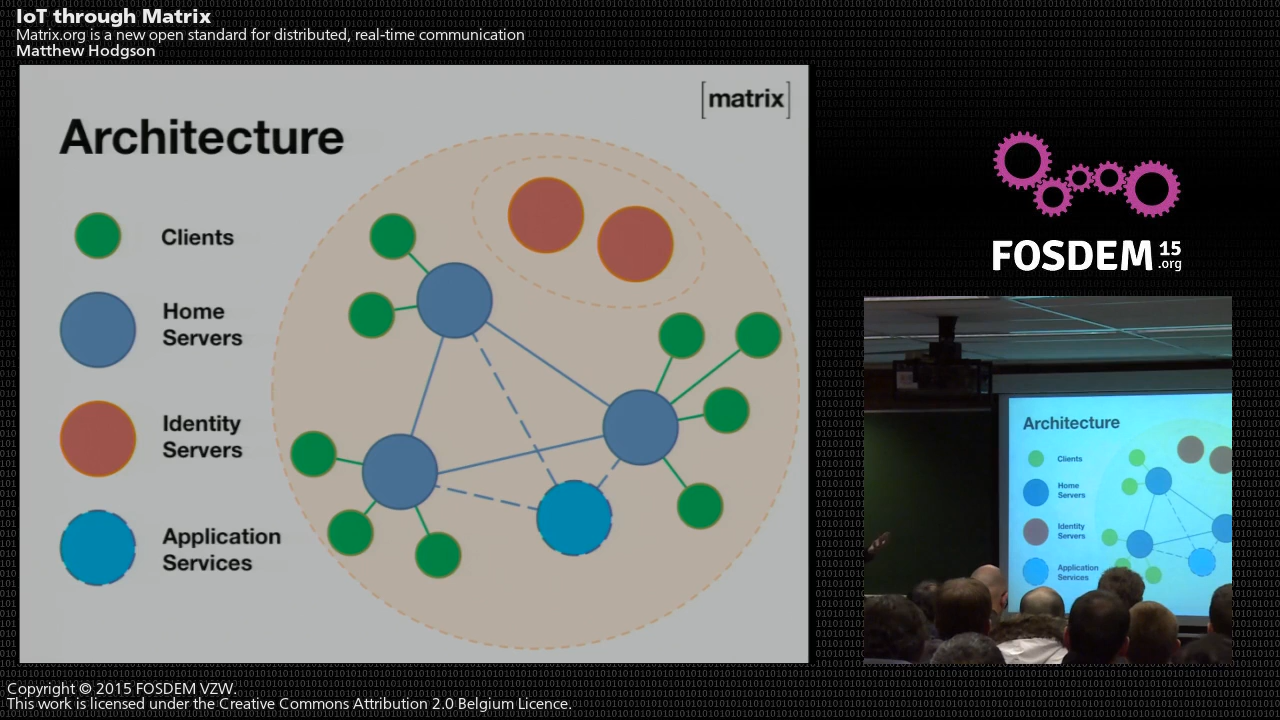 IoT through Matrix
Matrix.org is a new open standard for distributed, real-time communication
Matthew Hodgson
[matrix]
Architecture
Clients
Home
Servers
Identity
Servers
Application
Services
FOSDEM 15
.org
Architecture
Clients
Home
Servers
Identity
Servers
Application
Services
Copyright © 2015 FOSDEM VZW.
This work is licensed under the Creative Commons Attribution 2.0 Belgium Licence.